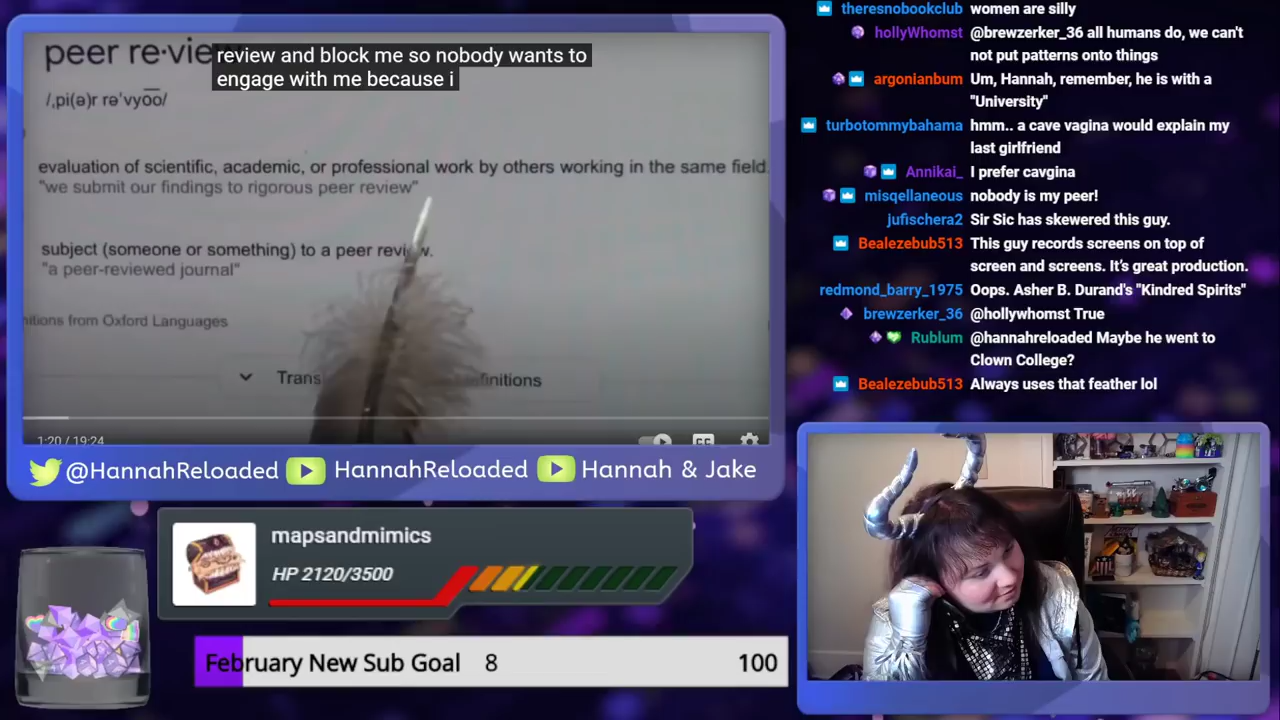 peer re·vie
review and block me so nobody wants to
engage with me because i
/ˌpi(ə)r rəˈvyo͞o/
evaluation of scientific, academic, or professional work by others working in the same field.
"we submit our findings to rigorous peer review"
subject (someone or something) to a peer review.
"a peer-reviewed journal"
nitions from Oxford Languages
Trans
efinitions
1:20 / 19:24
CC
@HannahReloaded HannahReloaded Hannah & Jake
mapsandmimics
HP 2120/3500
February New Sub Goal 8 100
theresnobookclub women are silly
hollyWhomst @brewzerker_36 all humans do, we can't
not put patterns onto things
argonianbum Um, Hannah, remember, he is with a
"University"
turbotommybahama hmm.. a cave vagina would explain my
last girlfriend
Annikai_ I prefer cavgina
misqellaneous nobody is my peer!
jufischera2 Sir Sic has skewered this guy.
Bealezebub513 This guy records screens on top of
screen and screens. It's great production.
redmond_barry_1975 Oops. Asher B. Durand's "Kindred Spirits"
brewzerker_36 @hollywhomst True
Rublum @hannahreloaded Maybe he went to
Clown College?
Bealezebub513 Always uses that feather lol